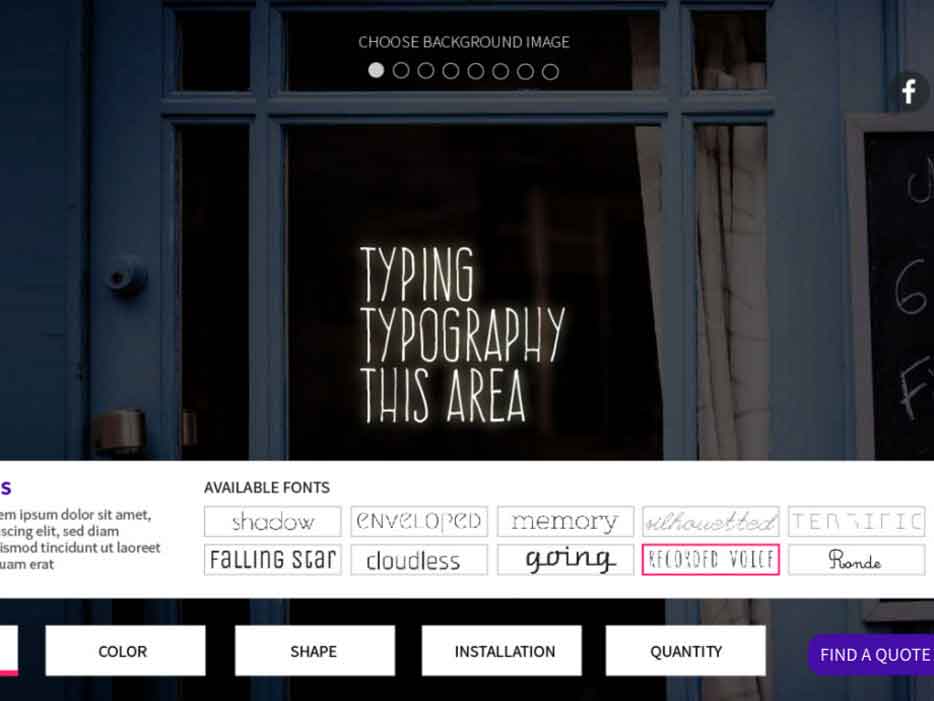 CHOOSE BACKGROUND IMAGE
f
TYPING
TYPOGRAPHY
THIS AREA
S
AVAILABLE FONTS
em ipsum dolor sit amet,
scing elit, sed diam
ismod tincidunt ut laoreet
uam erat
shadow ENVELOPED memory silhouetted TERRIFIC
Falling Star cloudless going RECORDED VOICE Ronde
COLOR SHAPE INSTALLATION QUANTITY FIND A QUOTE